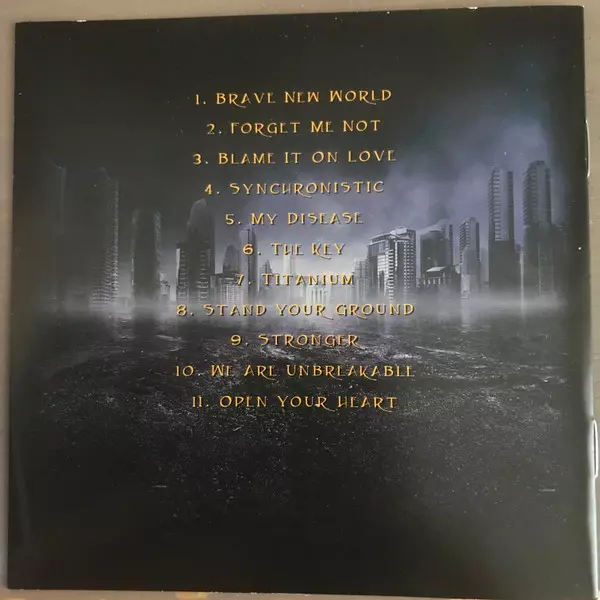 1. BRAVE NEW WORLD
2. FORGET ME NOT
3. BLAME IT ON LOVE
4. SYNCHRONISTIC
5. MY DISEASE
6. THE KEY
7. TITANIUM
8. STAND YOUR GROUND
9. STRONGER
10. WE ARE UNBREAKABLE
11. OPEN YOUR HEART